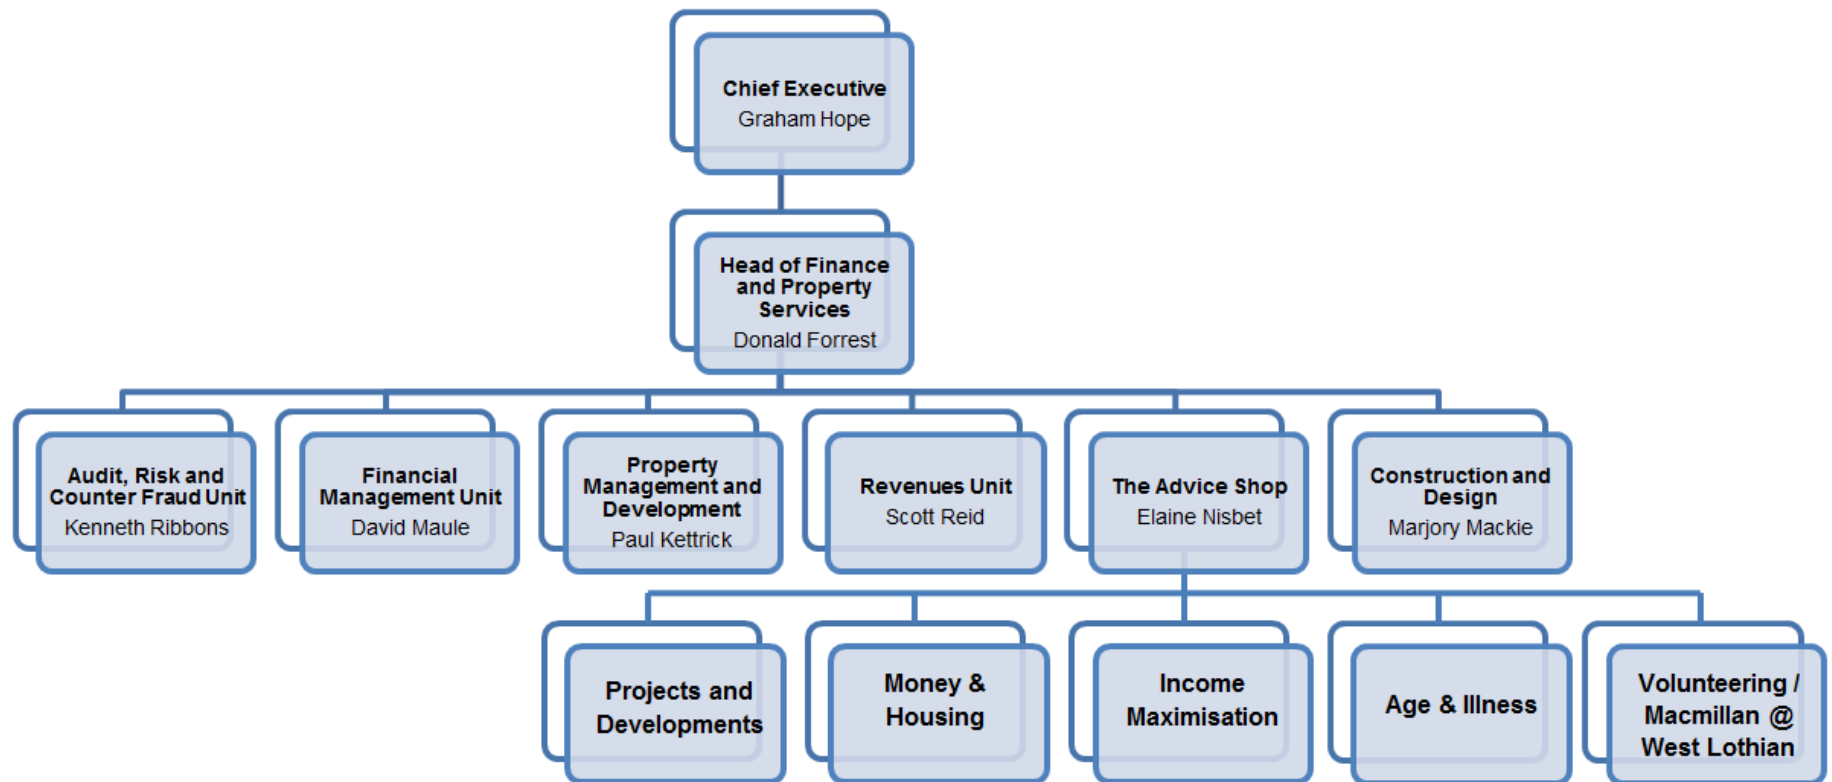 Chief Executive
Graham Hope
Head of Finance
and Property
Services
Donald Forrest
Audit, Risk and
Counter Fraud Unit
Kenneth Ribbons
Financial
Management Unit
David Maule
Property
Management and
Development
Paul Kettrick
Revenues Unit
Scott Reid
The Advice Shop
Elaine Nisbet
Construction and
Design
Marjory Mackie
Projects and
Developments
Money &
Housing
Income
Maximisation
Age & Illness
Volunteering /
Macmillan @
West Lothian